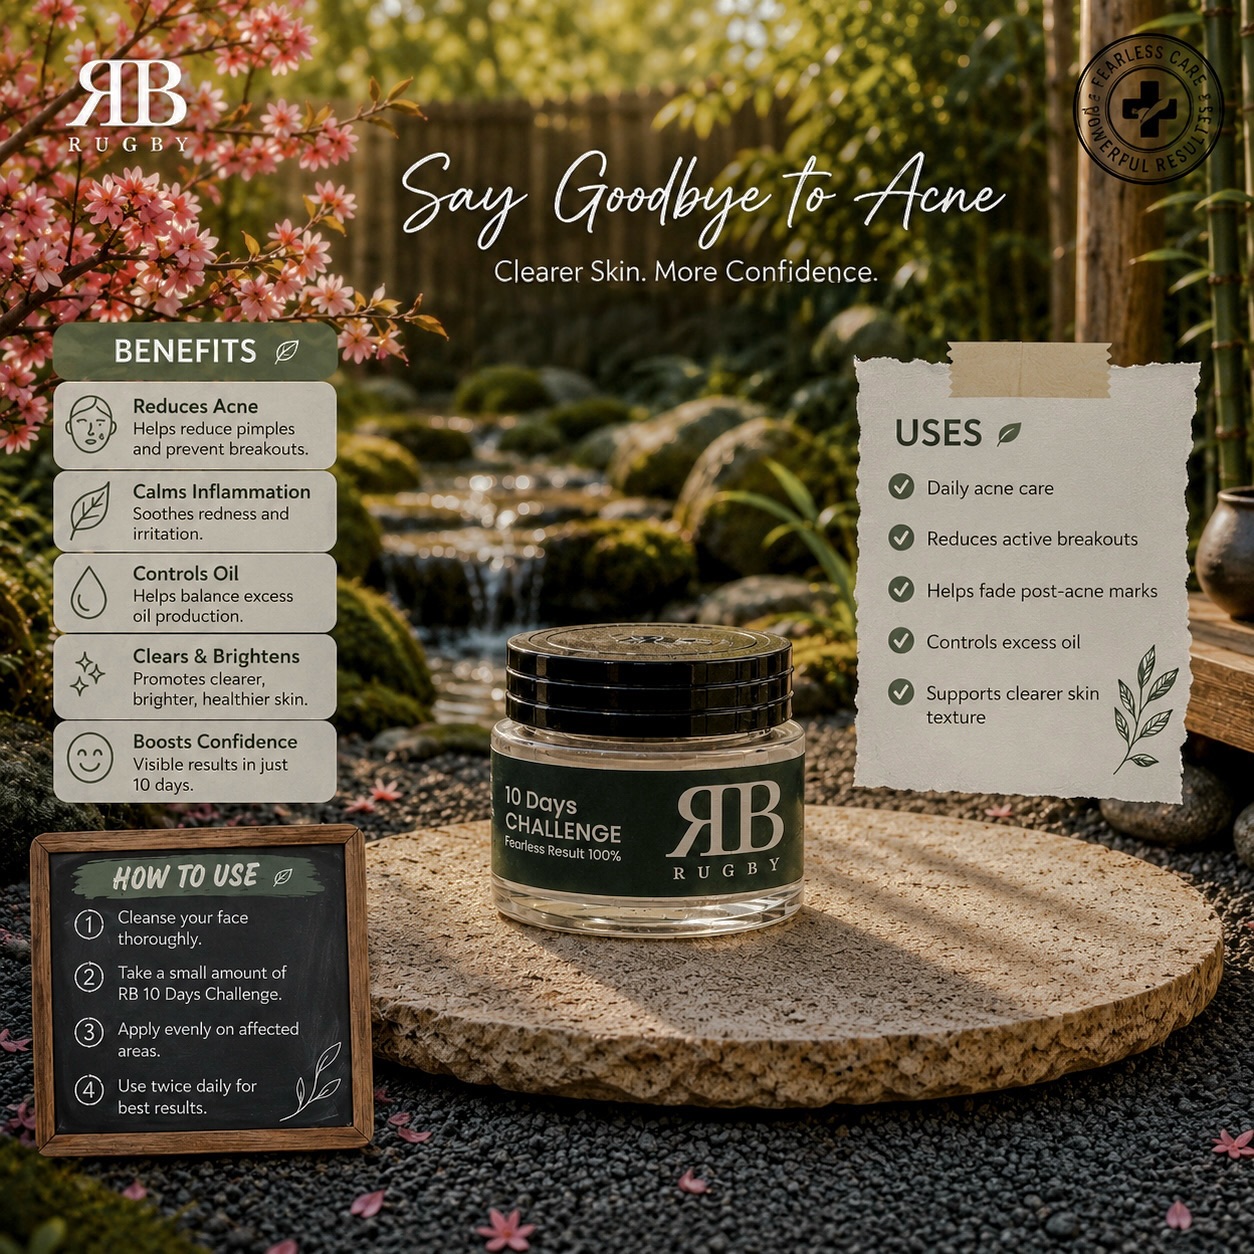 RB
RUGBY
FEARLESS CARE
POWERFUL RESULTS
Say Goodbye to Acne
Clearer Skin. More Confidence.
BENEFITS
Reduces Acne
Helps reduce pimples
and prevent breakouts.
Calms Inflammation
Soothes redness and
irritation.
Controls Oil
Helps balance excess
oil production.
Clears & Brightens
Promotes clearer,
brighter, healthier skin.
Boosts Confidence
Visible results in just
10 days.
USES
Daily acne care
Reduces active breakouts
Helps fade post-acne marks
Controls excess oil
Supports clearer skin
texture
10 Days
CHALLENGE
Fearless Result 100%
RB
RUGBY
HOW TO USE
1 Cleanse your face
thoroughly.
2 Take a small amount of
RB 10 Days Challenge.
3 Apply evenly on affected
areas.
4 Use twice daily for
best results.